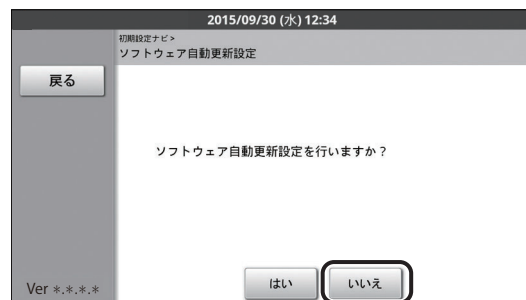 2015/09/30 (水) 12:34
初期設定ナビ>
ソフトウェア自動更新設定
戻る
ソフトウェア自動更新設定を行いますか？
はい
いいえ
Ver *.*.*.*